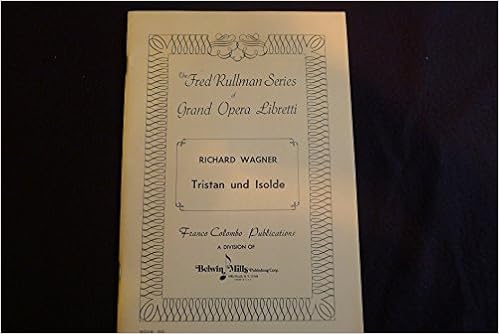 The Fred Rullman Series
of
Grand Opera Libretti
RICHARD WAGNER
Tristan und Isolde
Franco Colombo Publications
A DIVISION OF
Belwin Mills Publishing Corp.